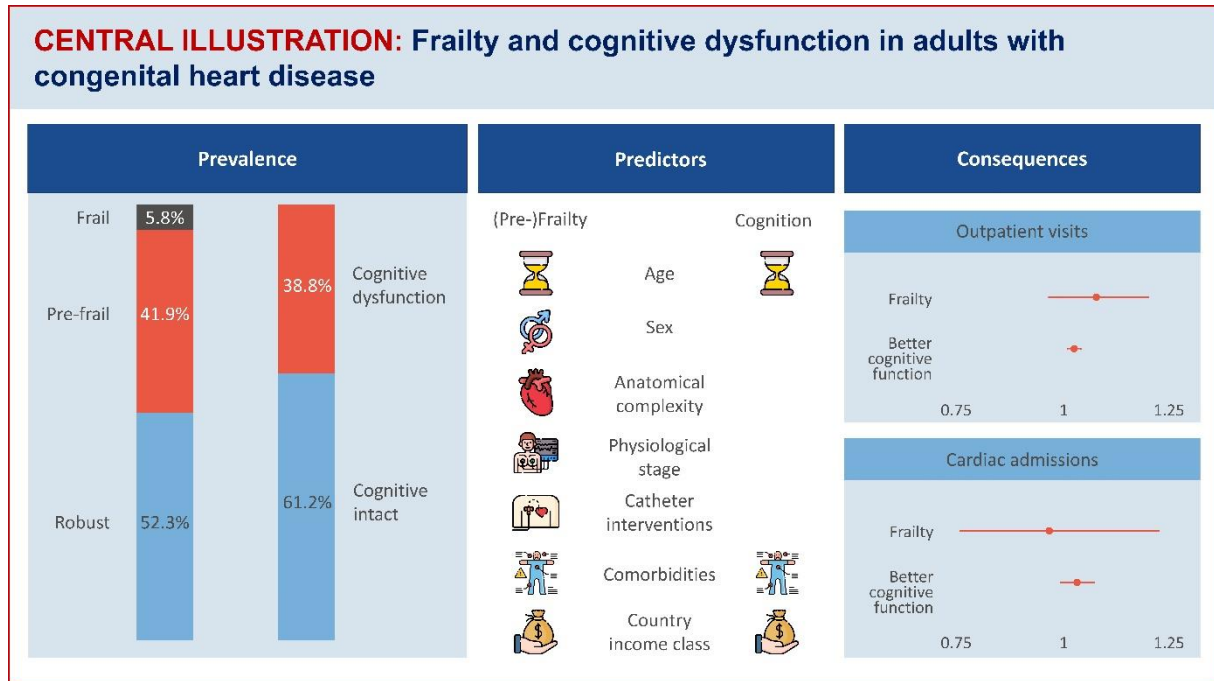 CENTRAL ILLUSTRATION: Frailty and cognitive dysfunction in adults with
congenital heart disease
Prevalence
Frail
5.8%
Pre-frail
41.9%
Robust
52.3%
38.8%
Cognitive
dysfunction
61.2%
Cognitive
intact
Predictors
(Pre-)Frailty
Cognition
Age
Sex
Anatomical
complexity
Physiological
stage
Catheter
interventions
Comorbidities
Country
income class
Consequences
Outpatient visits
Frailty
Better
cognitive
function
0.75 1 1.25
Cardiac admissions
Frailty
Better
cognitive
function
0.75 1 1.25